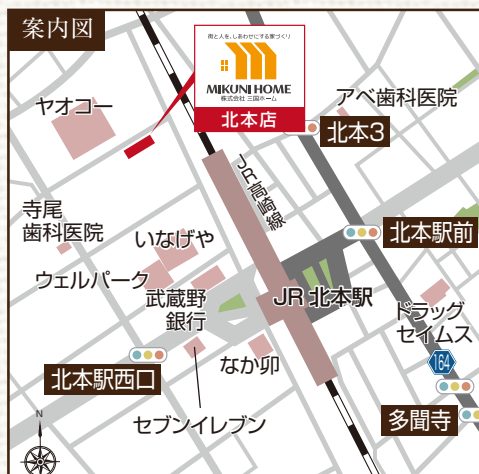 案内図
街と人を、しあわせにする家づくり
MIKUNI HOME
株式会社 三国ホーム
北本店
ヤオコー
アベ歯科医院
北本3
JR高崎線
寺尾
歯科医院
いなげや
北本駅前
ウェルパーク
武蔵野
銀行
JR 北本駅
ドラッグ
セイムス
164
なか卯
北本駅西口
セブンイレブン
多聞寺
N